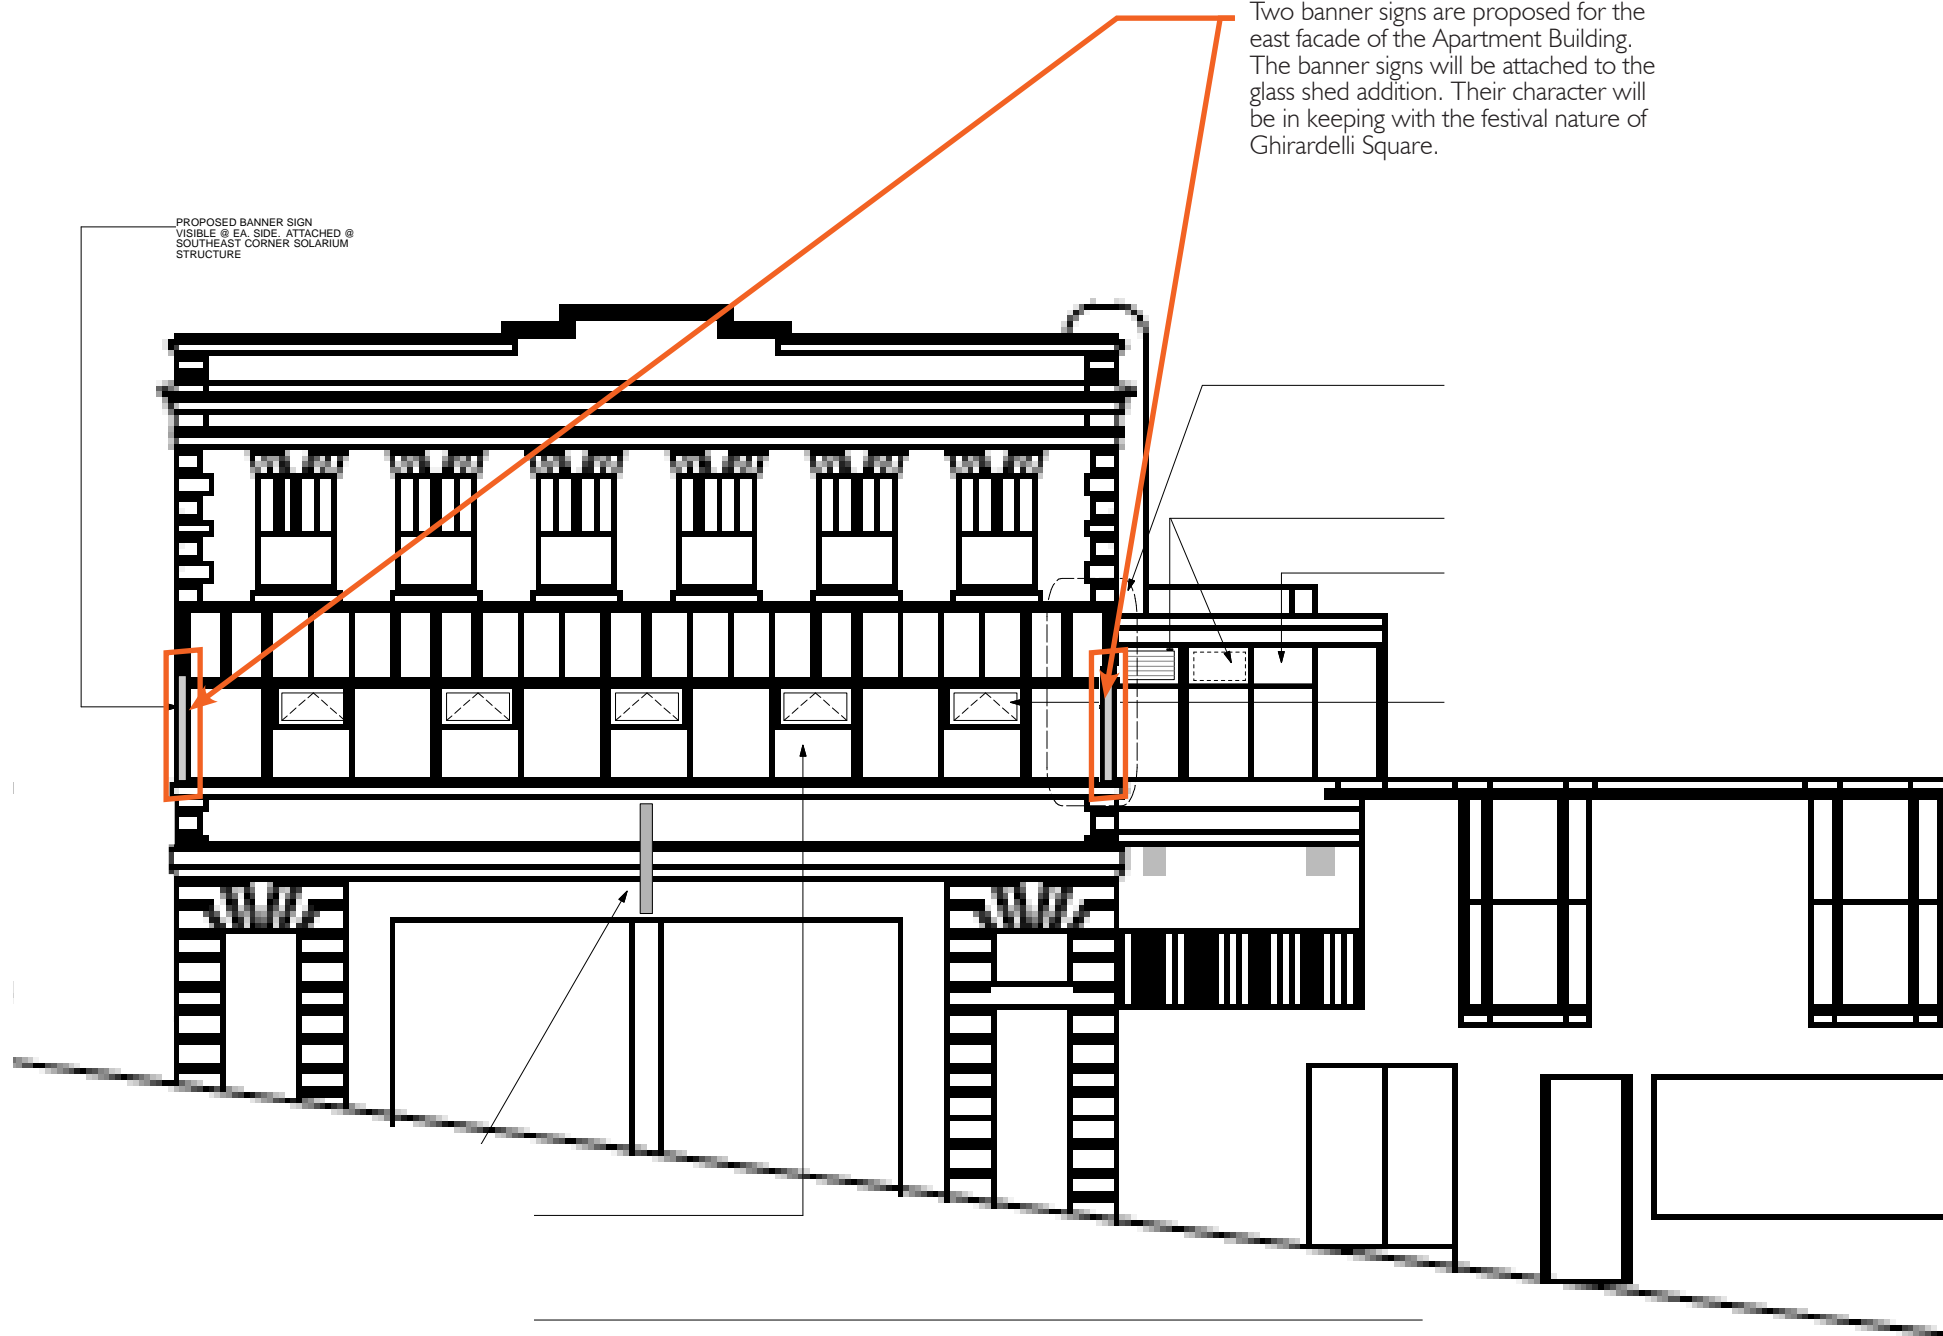 Two banner signs are proposed for the
east facade of the Apartment Building.
The banner signs will be attached to the
glass shed addition. Their character will
be in keeping with the festival nature of
Ghirardelli Square.
PROPOSED BANNER SIGN
VISIBLE @ EA. SIDE. ATTACHED @
SOUTHEAST CORNER SOLARIUM
STRUCTURE